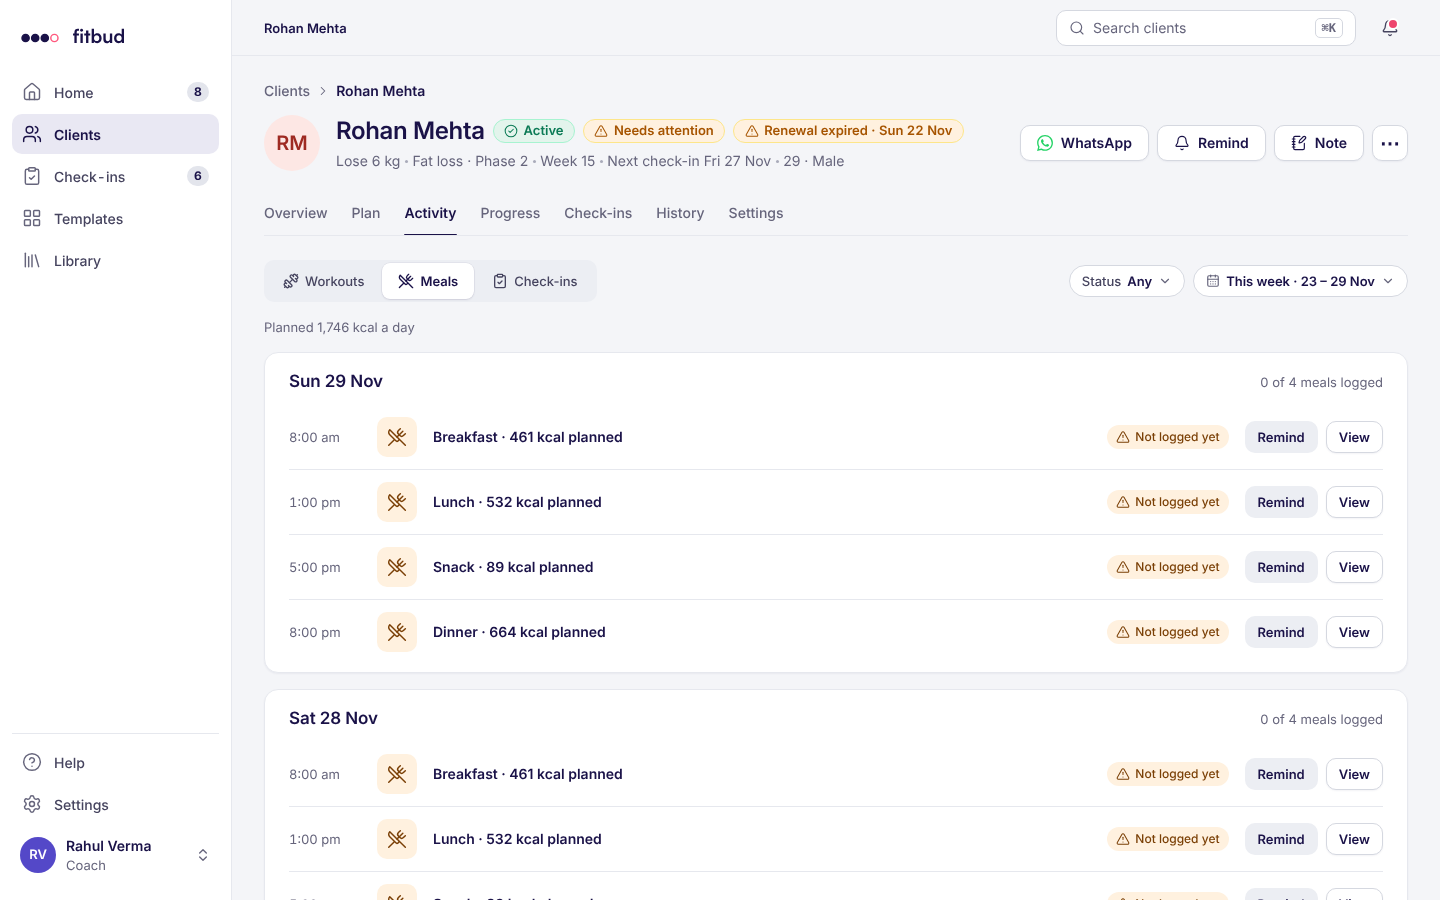 fitbud
Home 8
Clients
Check-ins 6
Templates
Library
Help
Settings
RV Rahul Verma
Coach
Rohan Mehta
Search clients ⌘K
Clients > Rohan Mehta
RM
Rohan Mehta Active Needs attention Renewal expired · Sun 22 Nov
Lose 6 kg · Fat loss · Phase 2 · Week 15 · Next check-in Fri 27 Nov · 29 · Male
WhatsApp Remind Note
Overview Plan Activity Progress Check-ins History Settings
Workouts Meals Check-ins
Status Any This week · 23 – 29 Nov
Planned 1,746 kcal a day
Sun 29 Nov 0 of 4 meals logged
8:00 am Breakfast · 461 kcal planned Not logged yet Remind View
1:00 pm Lunch · 532 kcal planned Not logged yet Remind View
5:00 pm Snack · 89 kcal planned Not logged yet Remind View
8:00 pm Dinner · 664 kcal planned Not logged yet Remind View
Sat 28 Nov 0 of 4 meals logged
8:00 am Breakfast · 461 kcal planned Not logged yet Remind View
1:00 pm Lunch · 532 kcal planned Not logged yet Remind View